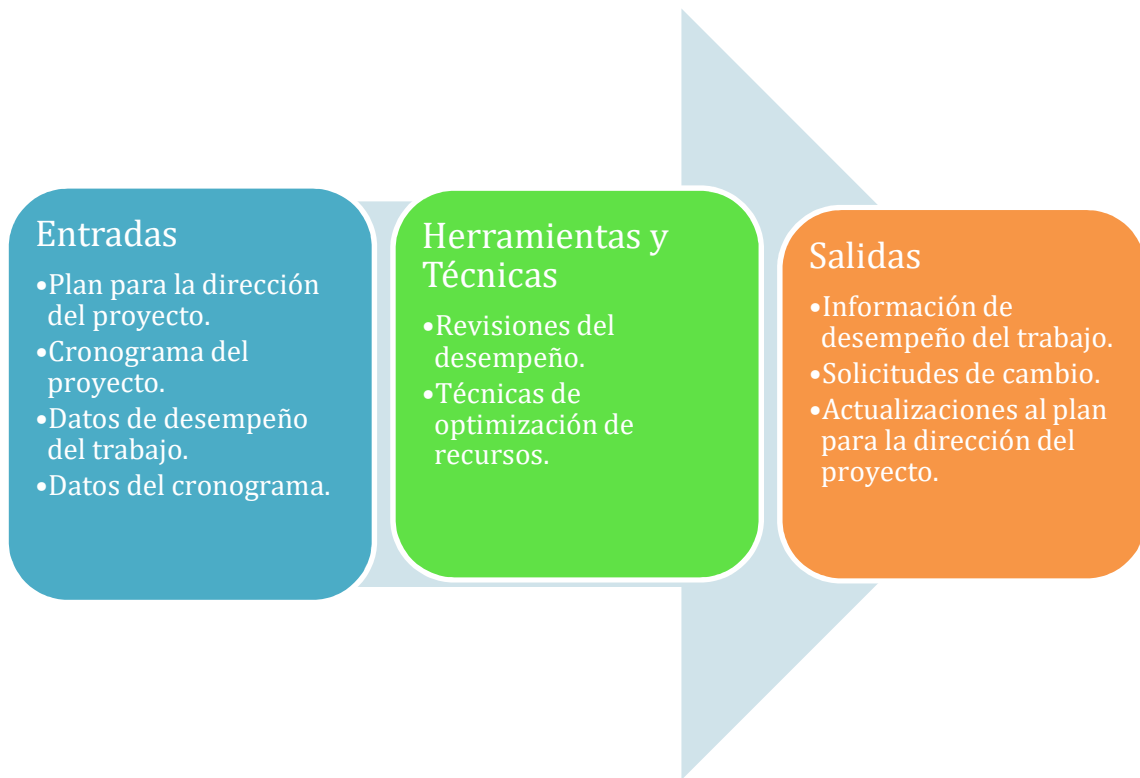 Entradas
•Plan para la dirección
del proyecto.
•Cronograma del
proyecto.
•Datos de desempeño
del trabajo.
•Datos del cronograma.
Herramientas y
Técnicas
•Revisiones del
desempeño.
•Técnicas de
optimización de
recursos.
Salidas
•Información de
desempeño del trabajo.
•Solicitudes de cambio.
•Actualizaciones al plan
para la dirección del
proyecto.